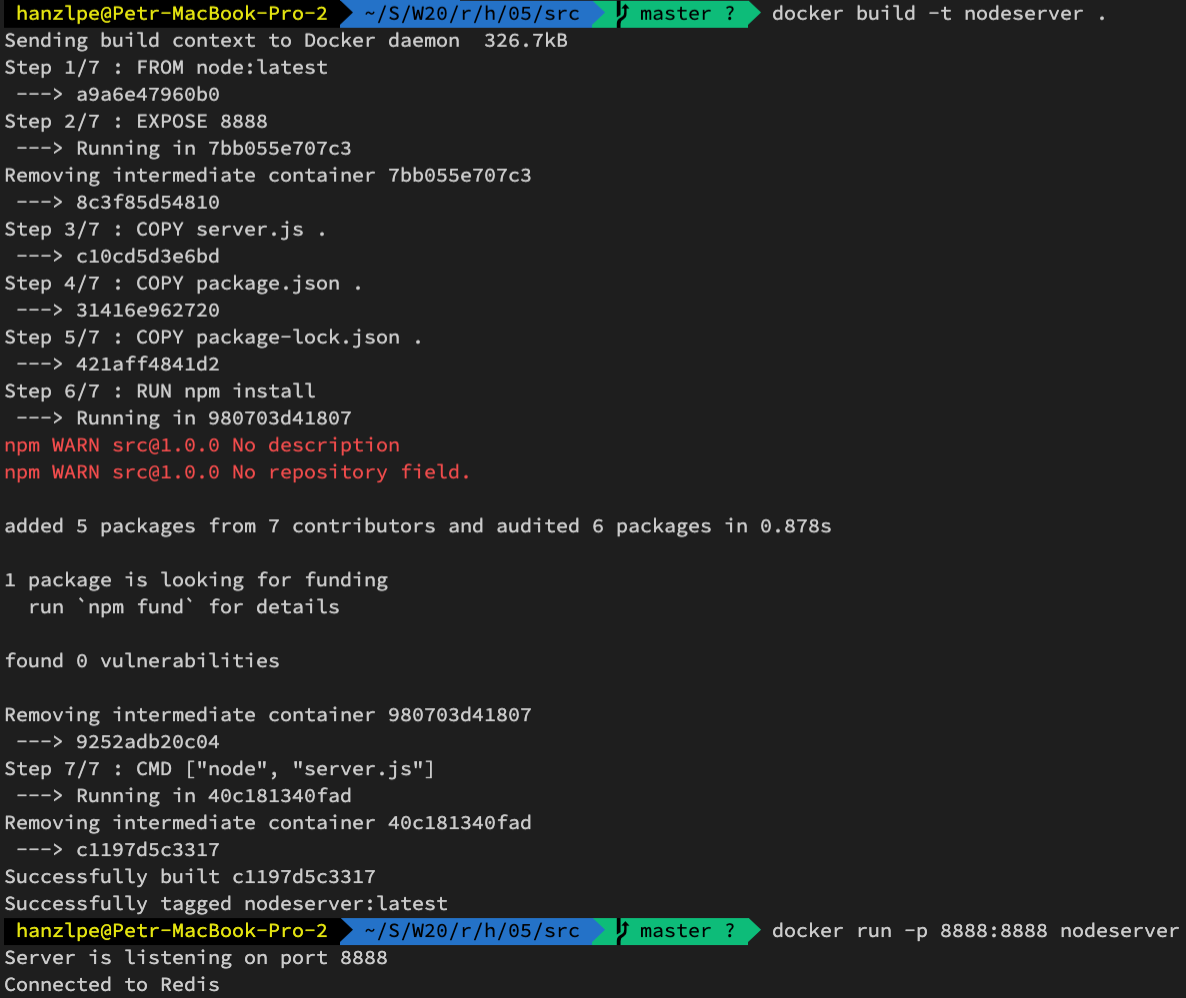 hanzlpe@Petr-MacBook-Pro-2 ~/S/W20/r/h/05/src master ? docker build -t nodeserver .
Sending build context to Docker daemon  326.7kB
Step 1/7 : FROM node:latest
 ---> a9a6e47960b0
Step 2/7 : EXPOSE 8888
 ---> Running in 7bb055e707c3
Removing intermediate container 7bb055e707c3
 ---> 8c3f85d54810
Step 3/7 : COPY server.js .
 ---> c10cd5d3e6bd
Step 4/7 : COPY package.json .
 ---> 31416e962720
Step 5/7 : COPY package-lock.json .
 ---> 421aff4841d2
Step 6/7 : RUN npm install
 ---> Running in 980703d41807
npm WARN src@1.0.0 No description
npm WARN src@1.0.0 No repository field.
added 5 packages from 7 contributors and audited 6 packages in 0.878s
1 package is looking for funding
  run `npm fund` for details
found 0 vulnerabilities
Removing intermediate container 980703d41807
 ---> 9252adb20c04
Step 7/7 : CMD ["node", "server.js"]
 ---> Running in 40c181340fad
Removing intermediate container 40c181340fad
 ---> c1197d5c3317
Successfully built c1197d5c3317
Successfully tagged nodeserver:latest
hanzlpe@Petr-MacBook-Pro-2 ~/S/W20/r/h/05/src master ? docker run -p 8888:8888 nodeserver
Server is listening on port 8888
Connected to Redis